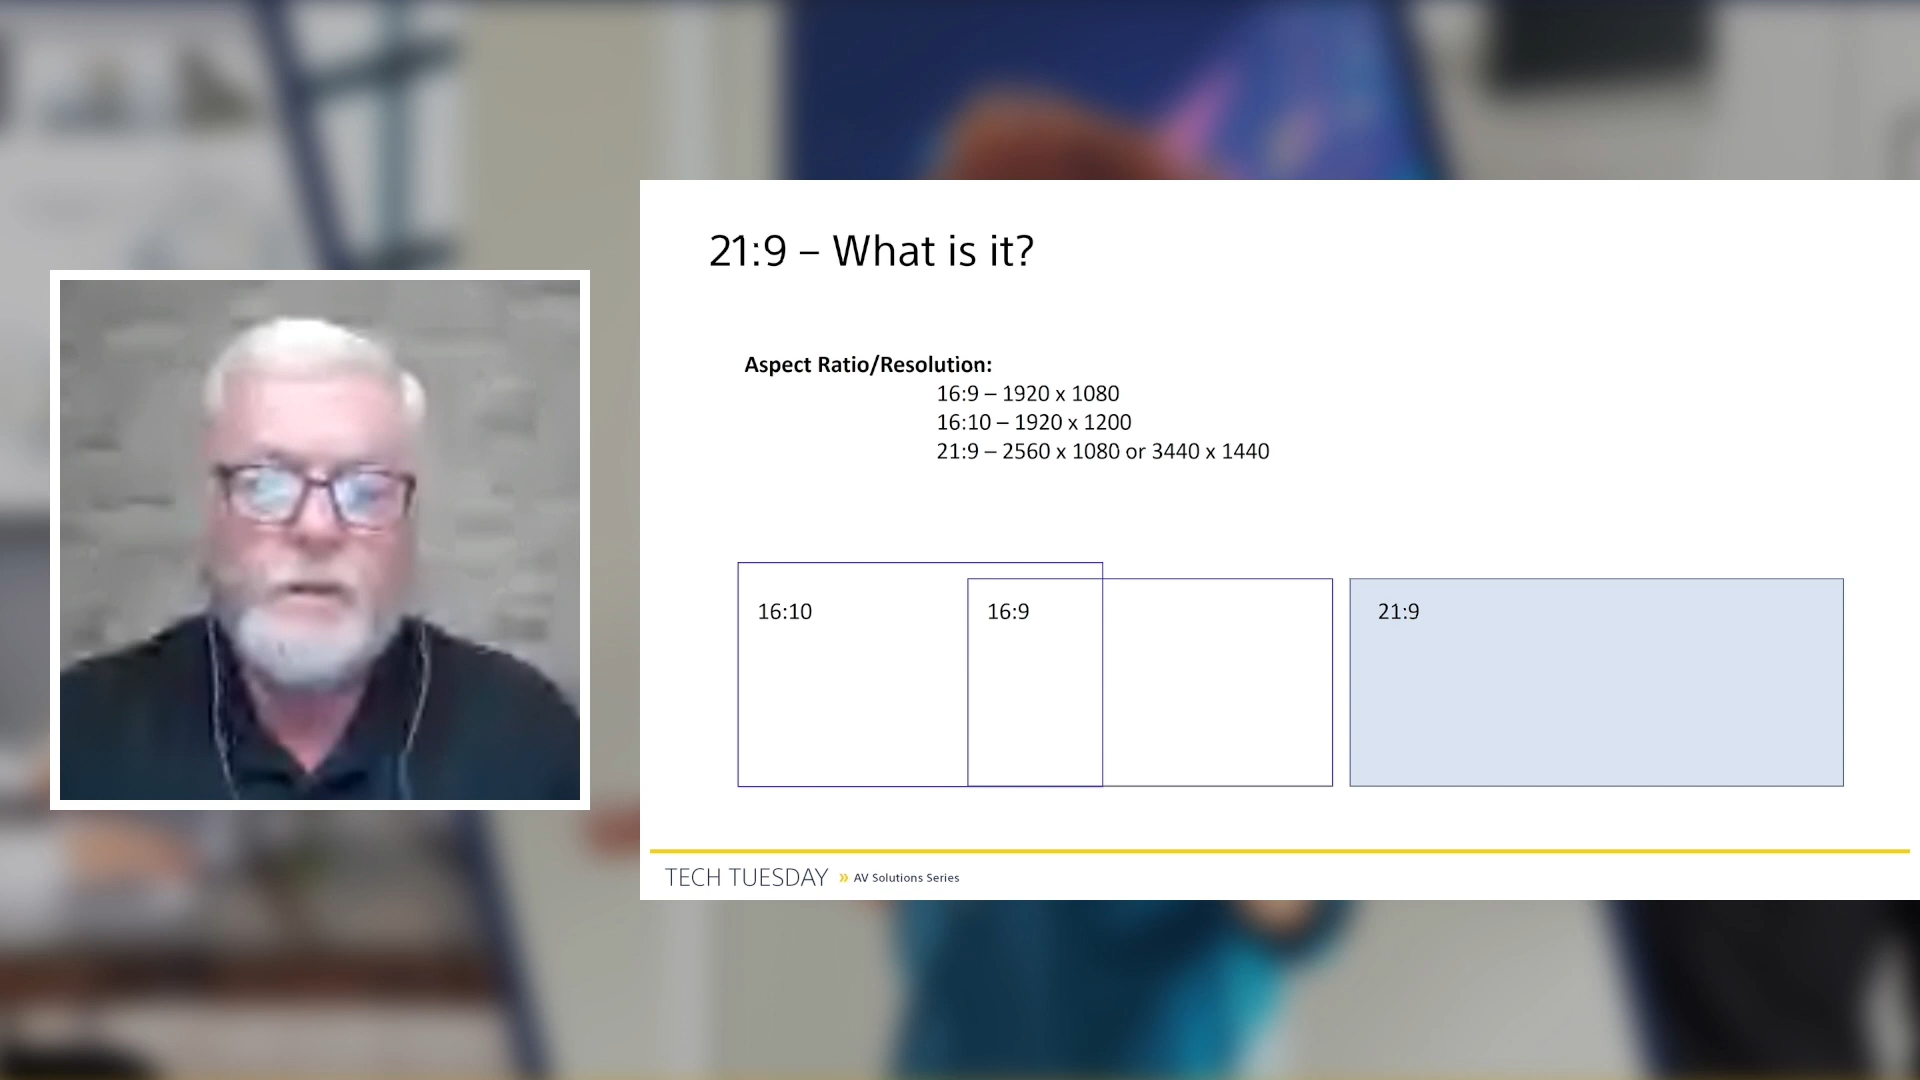 21:9 – What is it?
Aspect Ratio/Resolution:
16:9 – 1920 x 1080
16:10 – 1920 x 1200
21:9 – 2560 x 1080 or 3440 x 1440
16:10
16:9
21:9
TECH TUESDAY » AV Solutions Series